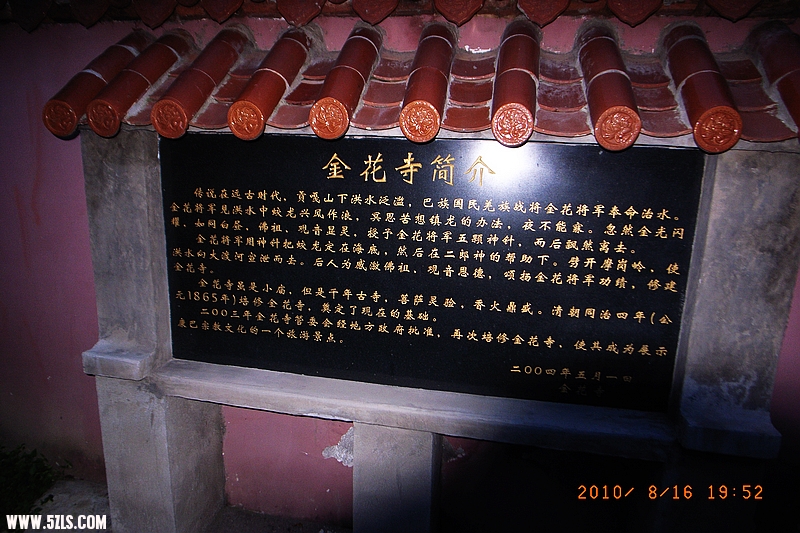 金花寺简介
传说在远古时代，贡嘎山下洪水泛滥，巴族国民羌旗战将金花将军奉命治水。
金花将军见洪水中蛟龙兴风作浪，冥思苦想镇龙的办法，夜不能寐。忽然金光闪
耀，如同白昼，佛祖、观音显灵，授予金花将军五颗神针，而后飘然离去。
金花将军用神针把蛟龙定在海底，然后在二郎神的帮助下，劈开摩岗岭，使
洪水向大渡河宣泄而去。后人为感激佛祖、观音恩德，颂扬金花将军功绩，修建
金花寺。
金花寺虽是小庙，但是千年古寺，菩萨灵验，香火鼎盛。清朝同治四年(公
元1865年)培修金花寺，奠定了现在的基础。
二00三年金花寺管委会经地方政府批准，再次培修金花寺，使其成为展示
康巴宗教文化的一个旅游景点。
二00四年五月一日
金花寺
2010/ 8/16 19:52
WWW.5ZLS.COM